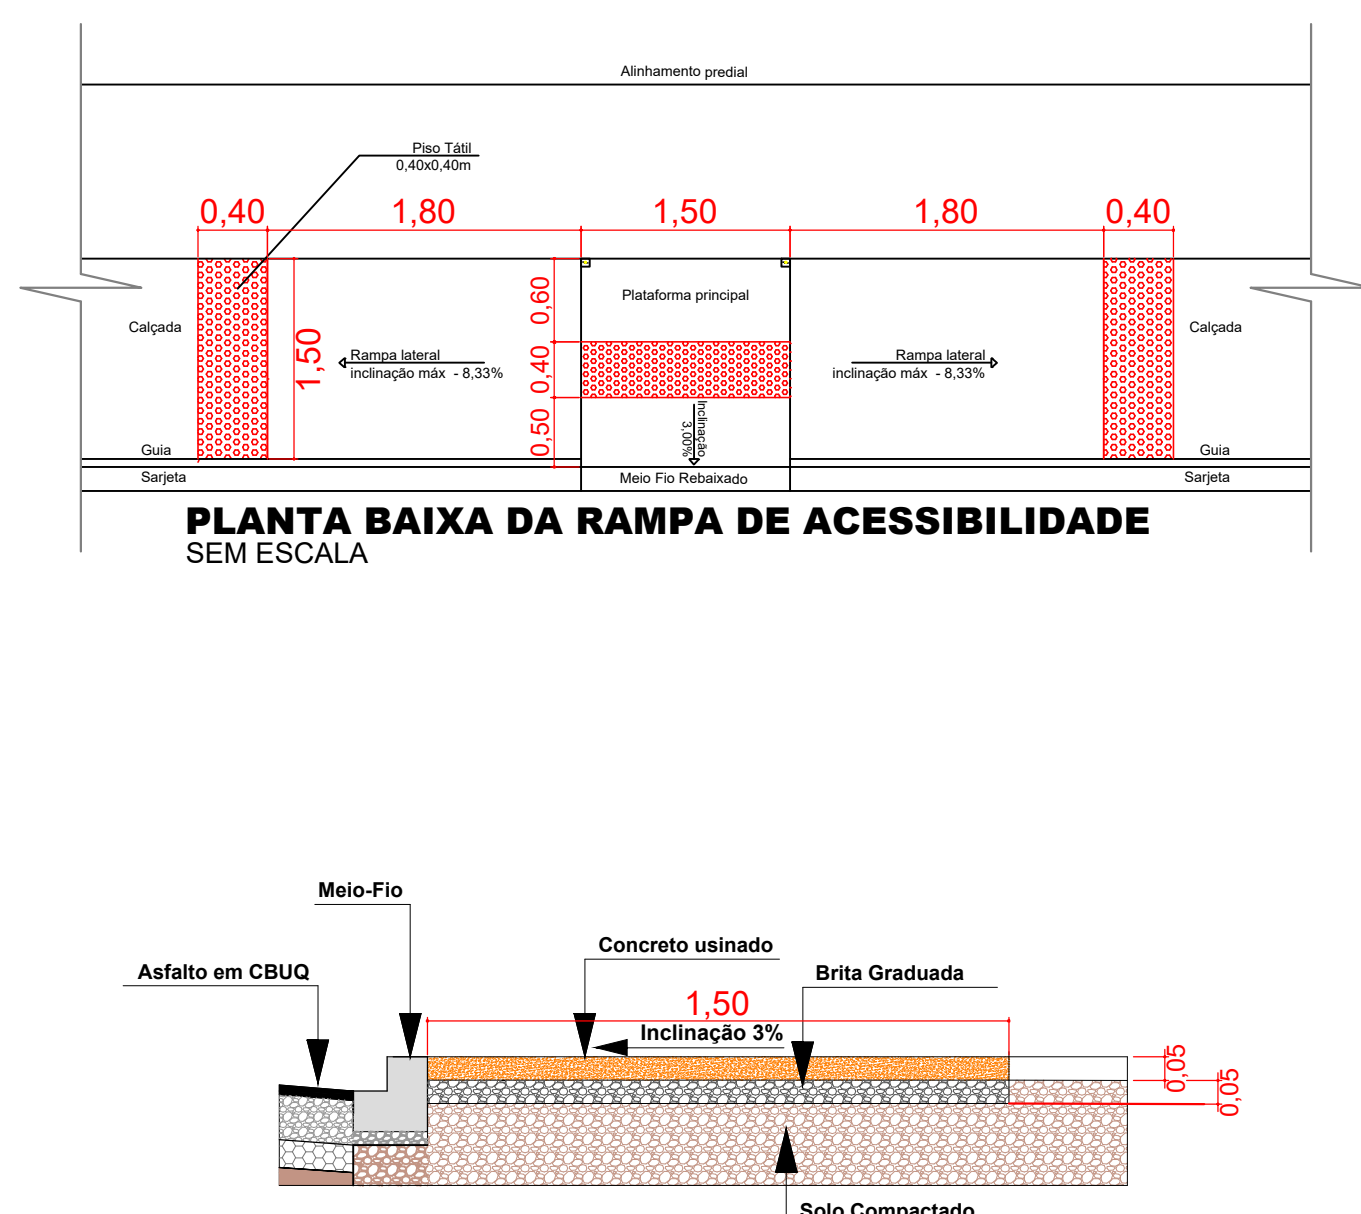 Alinhamento predial
Piso Tátil
0,40x0,40m
0,40
1,80
1,50
1,80
0,40
0,60
Plataforma principal
Calçada
Calçada
1,50
Rampa lateral
inclinação máx - 8,33%
0,40
Rampa lateral
inclinação máx - 8,33%
0,50
Inclinação
3,00%
Guia
Guia
Sarjeta
Meio Fio Rebaixado
Sarjeta
PLANTA BAIXA DA RAMPA DE ACESSIBILIDADE
SEM ESCALA
Meio-Fio
Concreto usinado
Asfalto em CBUQ
Brita Graduada
1,50
Inclinação 3%
0,05
0,05
Solo Compactado